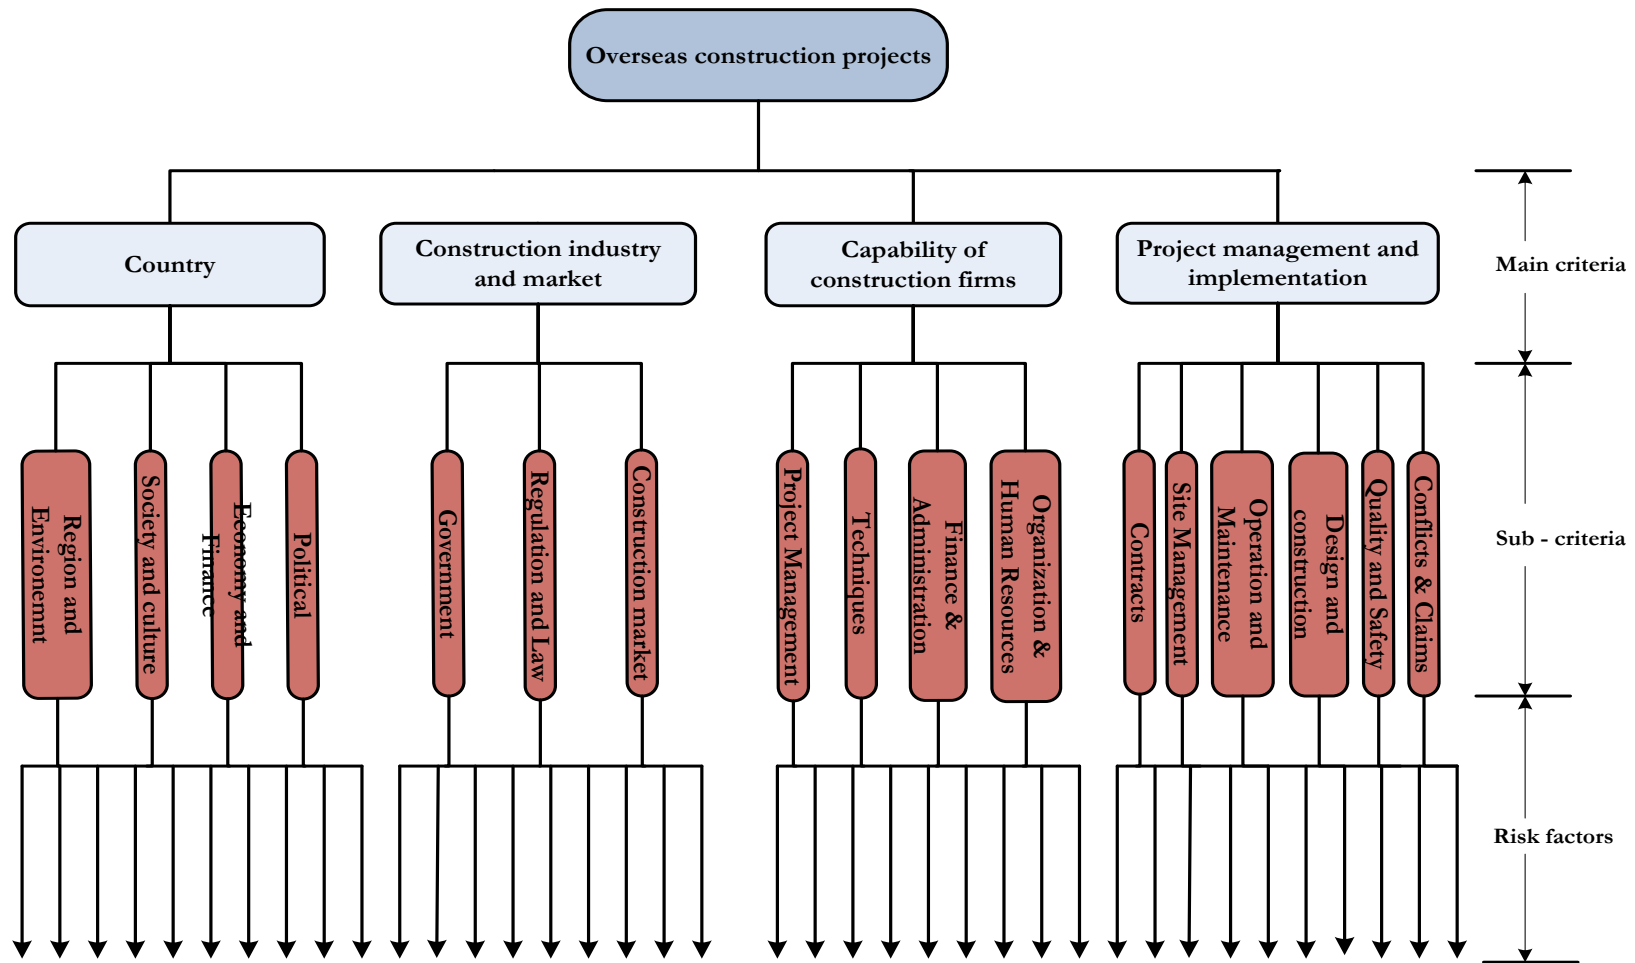 Overseas construction projects
Country
Construction industry
and market
Capability of
construction firms
Project management and
implementation
Main criteria
Region and
Environemnt
Society and culture
Economy and
Finance
Political
Government
Regulation and Law
Construction market
Project Management
Techniques
Finance &
Administration
Organization &
Human Resources
Contracts
Site Management
Operation and
Maintenance
Design and
construction
Quality and Safety
Conflicts & Claims
Sub - criteria
Risk factors